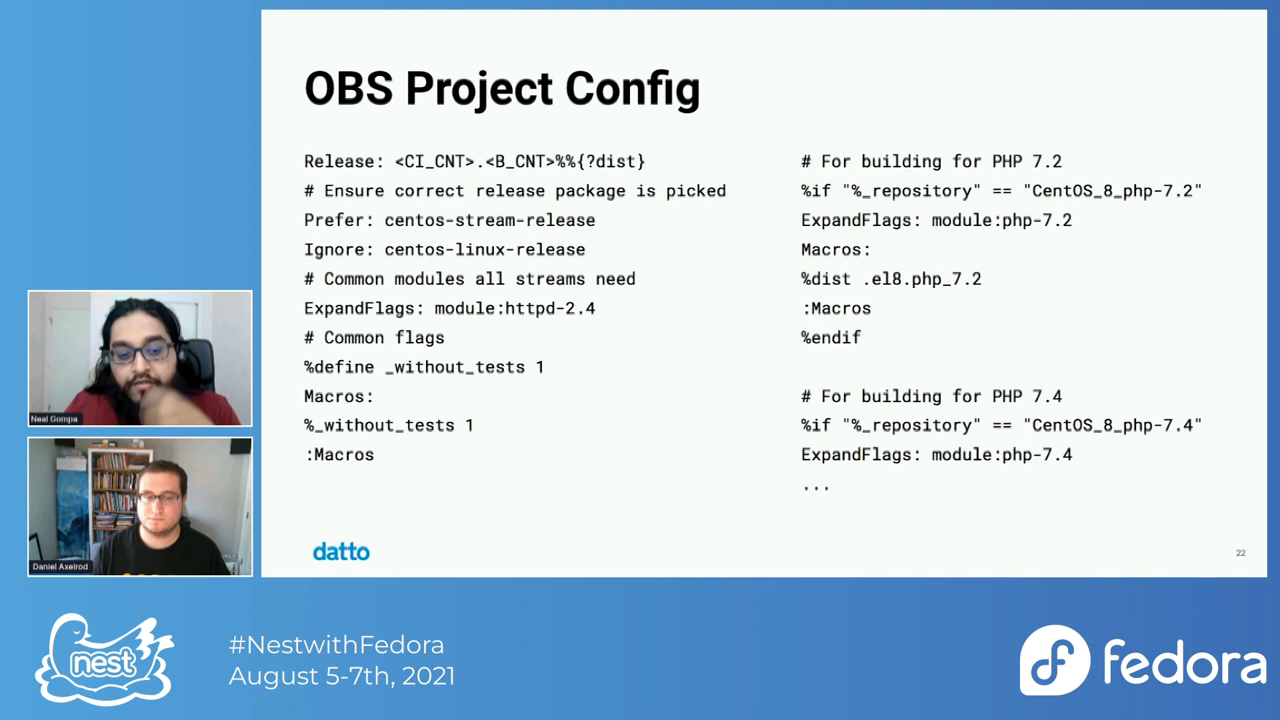 OBS Project Config
Release: <CI_CNT>.<B_CNT>%%{?dist}
# Ensure correct release package is picked
Prefer: centos-stream-release
Ignore: centos-linux-release
# Common modules all streams need
ExpandFlags: module:httpd-2.4
# Common flags
%define _without_tests 1
Macros:
%_without_tests 1
:Macros
# For building for PHP 7.2
%if "%_repository" == "CentOS_8_php-7.2"
ExpandFlags: module:php-7.2
Macros:
%dist .el8.php_7.2
:Macros
%endif
# For building for PHP 7.4
%if "%_repository" == "CentOS_8_php-7.4"
ExpandFlags: module:php-7.4
...
datto
22
Neal Gompa
Daniel Axelrod
nest
#NestwithFedora
August 5-7th, 2021
fedora